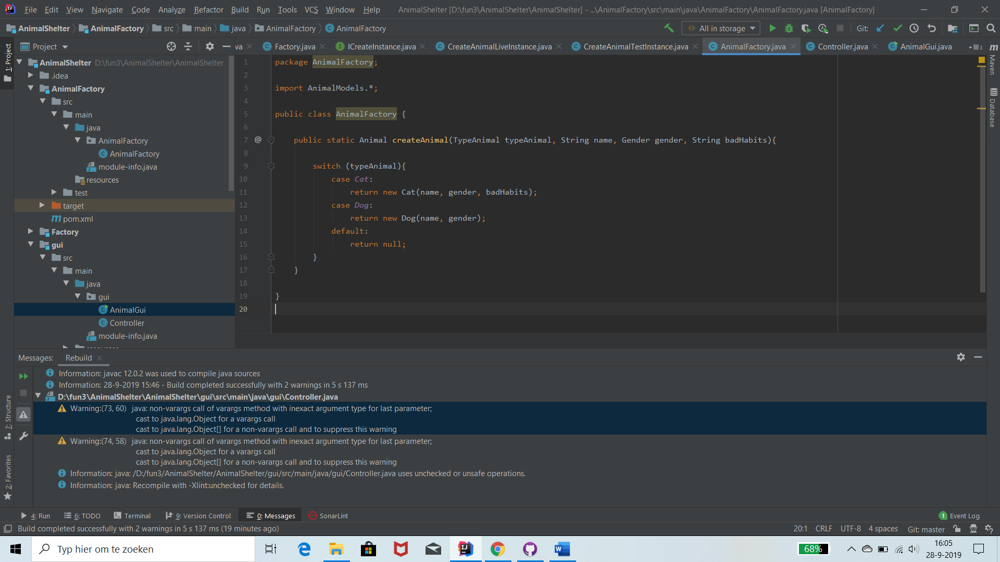 File Edit View Navigate Code Analyze Refactor Build Run Tools VCS Window Help AnimalShelter [D:\fun3\AnimalShelter\AnimalShelter] - ...\AnimalFactory\src\main\java\AnimalFactory\AnimalFactory.java [AnimalFactory]
AnimalShelter AnimalFactory src main java AnimalFactory AnimalFactory All in storage Git:
Project va Factory.java ICreateInstance.java CreateAnimalLiveInstance.java CreateAnimalTestInstance.java AnimalFactory.java Controller.java AnimalGui.java 3
1: Project
7: Structure
2: Favorites
Maven
Database
AnimalShelter D:\fun3\AnimalShelter\AnimalShelter
.idea
AnimalFactory
src
main
java
AnimalFactory
AnimalFactory
module-info.java
resources
test
target
pom.xml
Factory
gui
src
main
java
gui
AnimalGui
Controller
module-info.java
1 package AnimalFactory;
2
3 import AnimalModels.*;
4
5 public class AnimalFactory {
6
7 @ public static Animal createAnimal(TypeAnimal typeAnimal, String name, Gender gender, String badHabits){
8
9 switch (typeAnimal){
10 case Cat:
11 return new Cat(name, gender, badHabits);
12 case Dog:
13 return new Dog(name, gender);
14 default:
15 return null;
16 }
17 }
18
19 }
20
Messages: Rebuild
Information: javac 12.0.2 was used to compile java sources
Information: 28-9-2019 15:46 - Build completed successfully with 2 warnings in 5 s 137 ms
D:\fun3\AnimalShelter\AnimalShelter\gui\src\main\java\gui\Controller.java
Warning:(73, 60) java: non-varargs call of varargs method with inexact argument type for last parameter;
cast to java.lang.Object for a varargs call
cast to java.lang.Object[] for a non-varargs call and to suppress this warning
Warning:(74, 58) java: non-varargs call of varargs method with inexact argument type for last parameter;
cast to java.lang.Object for a varargs call
cast to java.lang.Object[] for a non-varargs call and to suppress this warning
Information: java: /D:/fun3/AnimalShelter/AnimalShelter/gui/src/main/java/gui/Controller.java uses unchecked or unsafe operations.
Information: java: Recompile with -Xlint:unchecked for details.
4: Run 6: TODO Terminal 9: Version Control 0: Messages SonarLint 1 Event Log
Build completed successfully with 2 warnings in 5 s 137 ms (19 minutes ago) 20:1 CRLF UTF-8 4 spaces Git: master
Typ hier om te zoeken 68% 16:05
28-9-2019